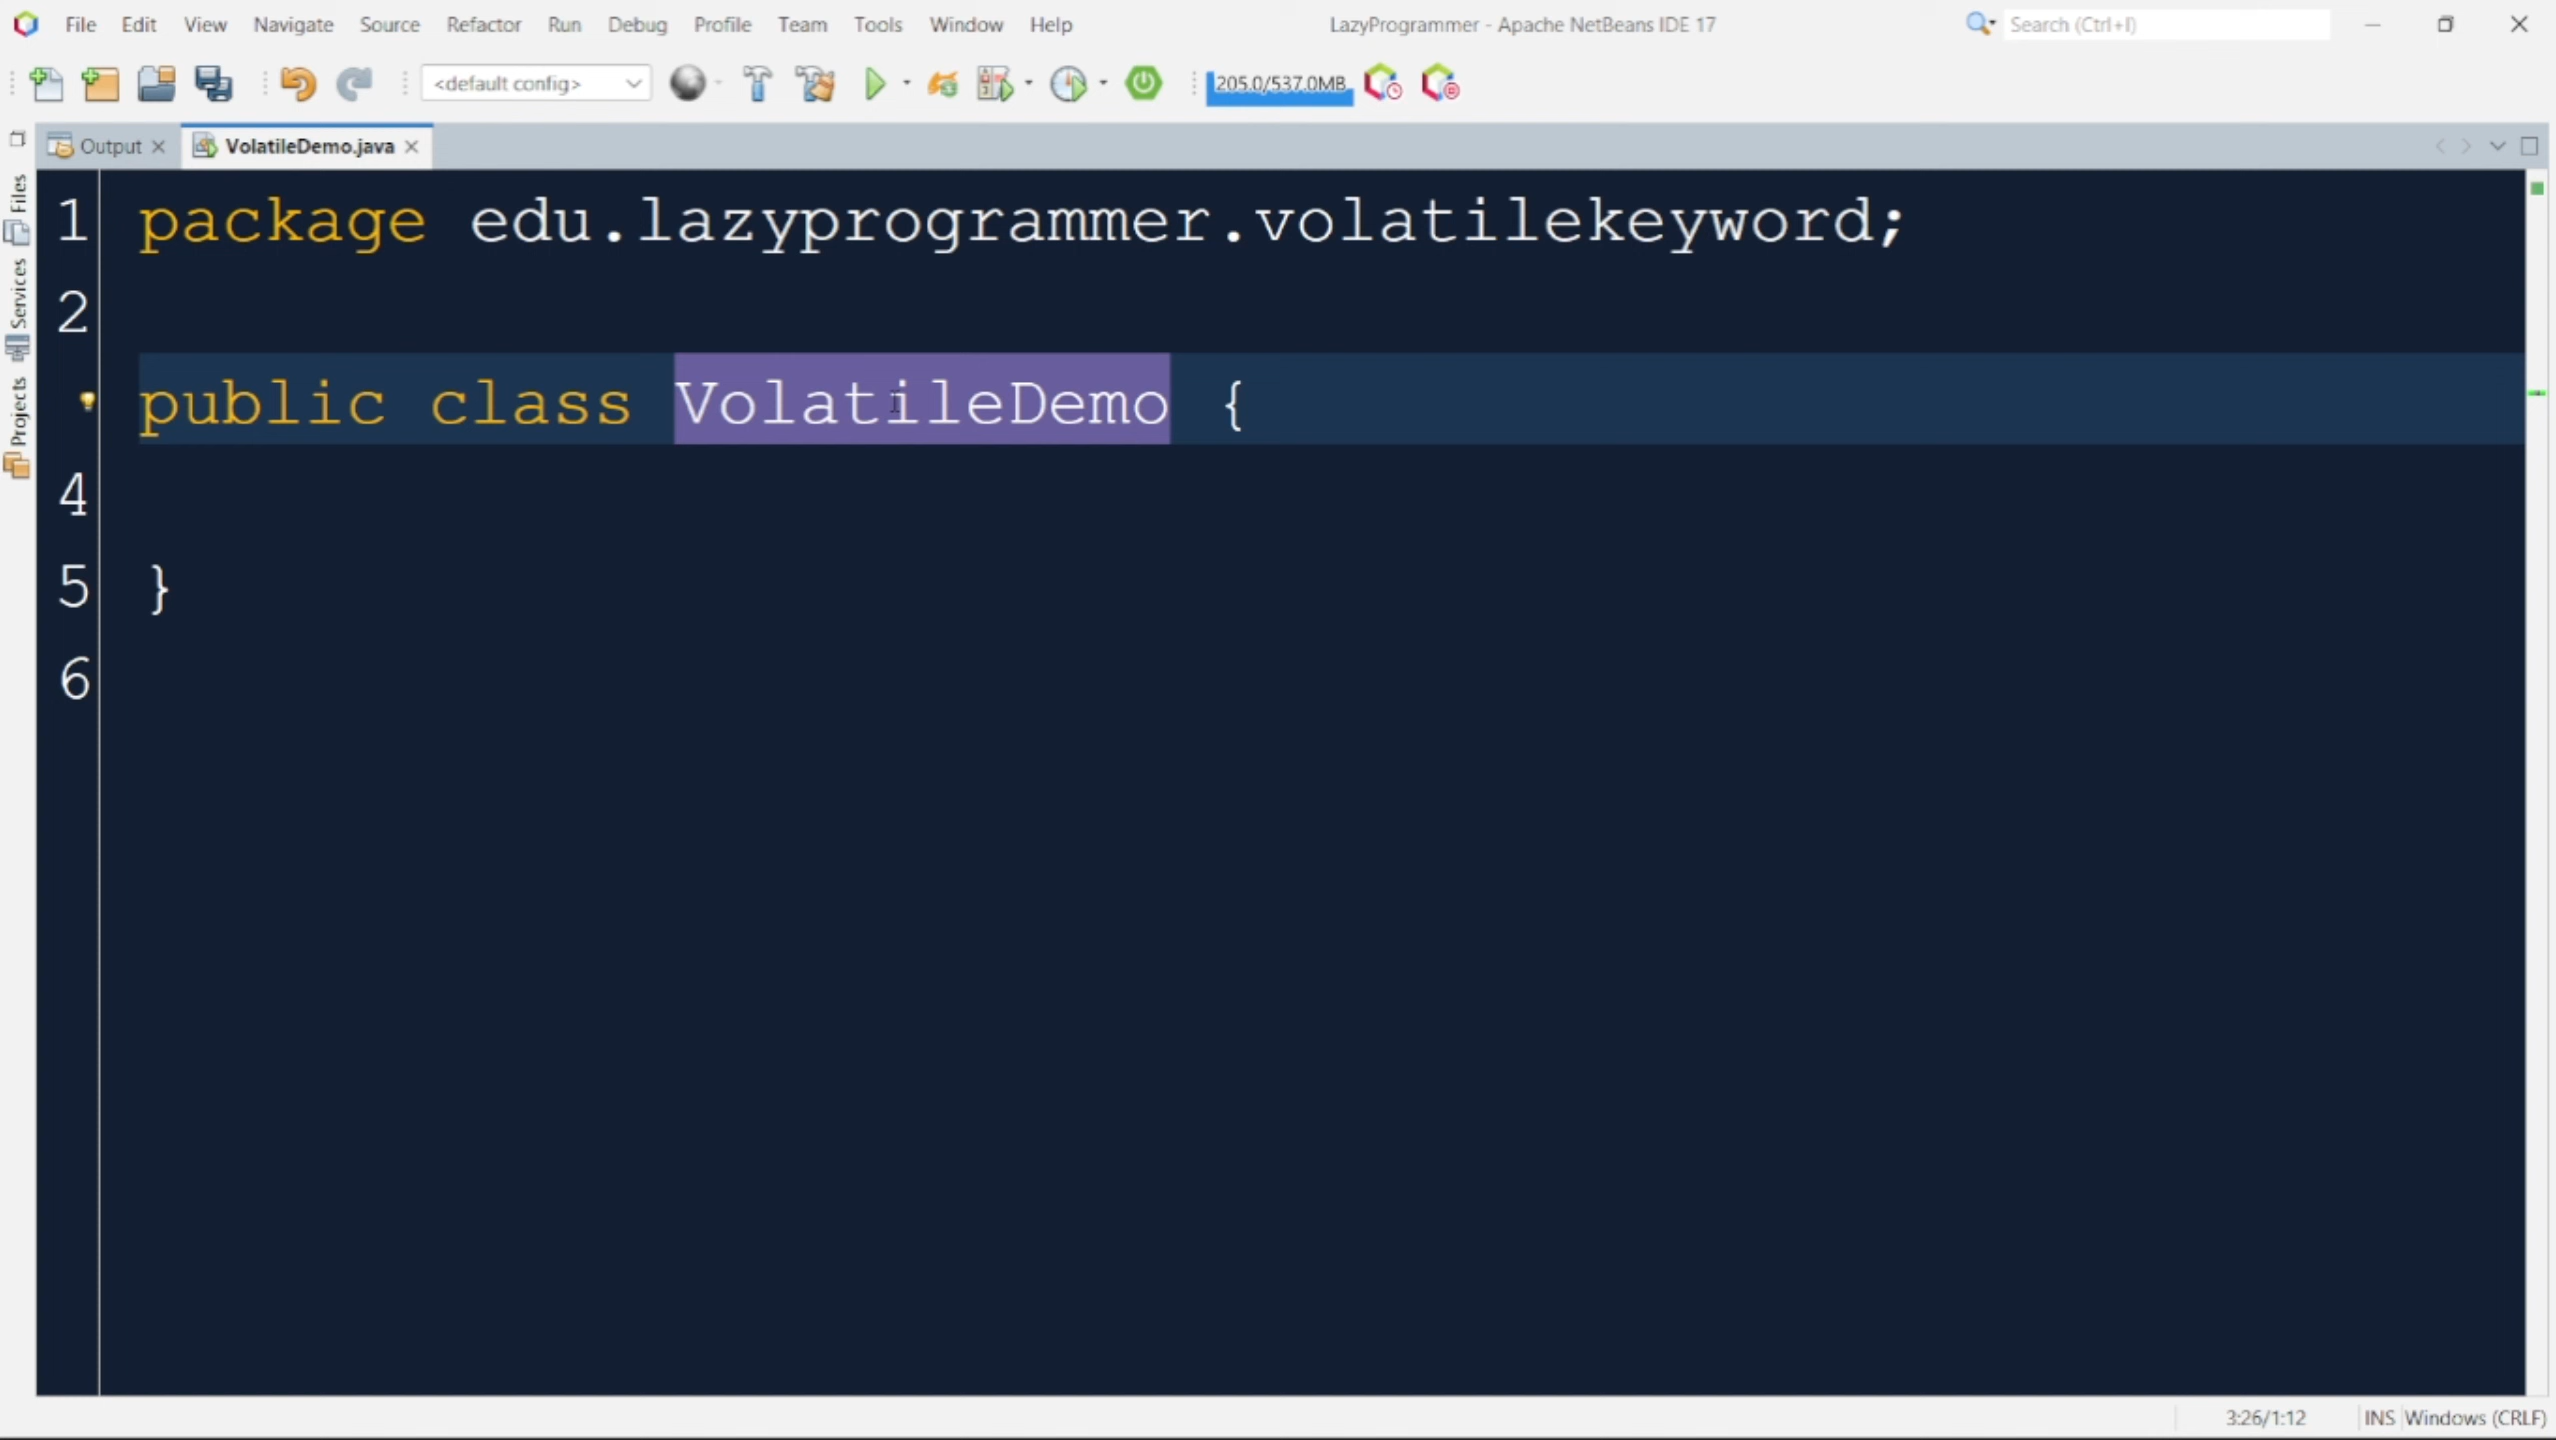 File Edit View Navigate Source Refactor Run Debug Profile Team Tools Window Help
LazyProgrammer - Apache NetBeans IDE 17
Search (Ctrl+I)
<default config>
205.0/537.0MB
Output
VolatileDemo.java
Files
Services
Projects
1 package edu.lazyprogrammer.volatilekeyword;
2
public class VolatileDemo {
4
5 }
6
3:26/1:12 INS Windows (CRLF)